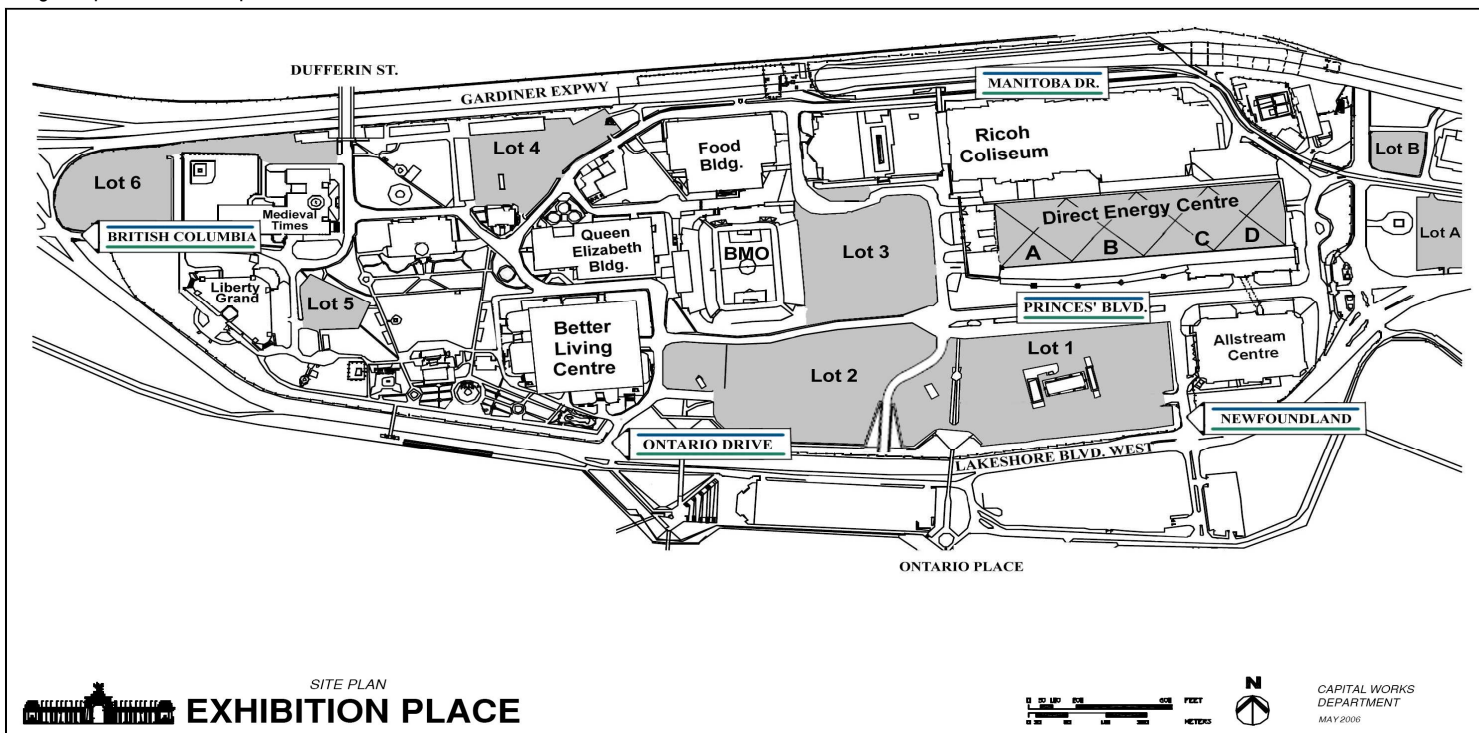 DUFFERIN ST.
GARDINER EXPWY
MANITOBA DR.
Lot 4
Food
Bldg.
Ricoh
Coliseum
Lot B
Lot 6
Medieval
Times
BRITISH COLUMBIA
Queen
Elizabeth
Bldg.
BMO
Lot 3
Direct Energy Centre
A
B
C
D
Lot A
Liberty
Grand
Lot 5
PRINCES' BLVD.
Better
Living
Centre
Lot 2
Lot 1
Allstream
Centre
NEWFOUNDLAND
ONTARIO DRIVE
LAKESHORE BLVD. WEST
ONTARIO PLACE
SITE PLAN
EXHIBITION PLACE
FEET
METERS
N
CAPITAL WORKS
DEPARTMENT
MAY 2006